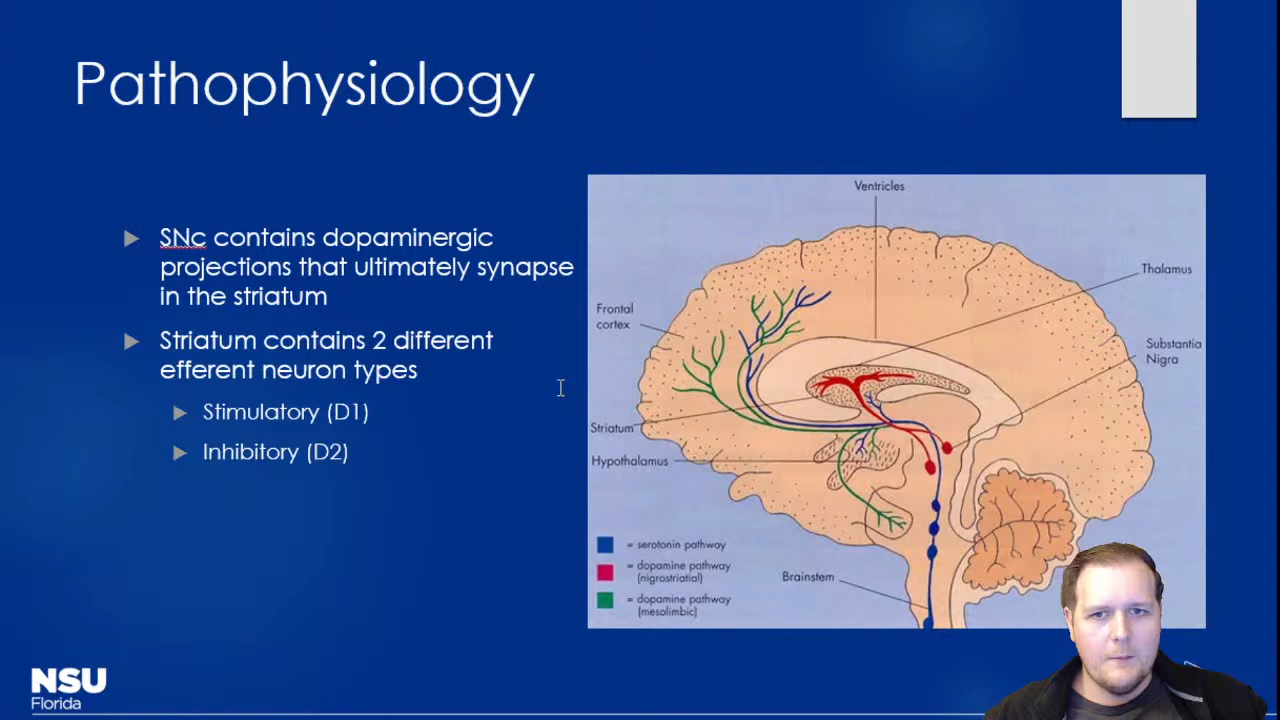 Pathophysiology
SNc contains dopaminergic
projections that ultimately synapse
in the striatum
Striatum contains 2 different
efferent neuron types
Stimulatory (D1)
Inhibitory (D2)
Ventricles
Thalamus
Frontal
cortex
Substantia
Nigra
Striatum
Hypothalamus
= serotonin pathway
= dopamine pathway
(nigrostriatial)
= dopamine pathway
(mesolimbic)
Brainstem
NSU
Florida